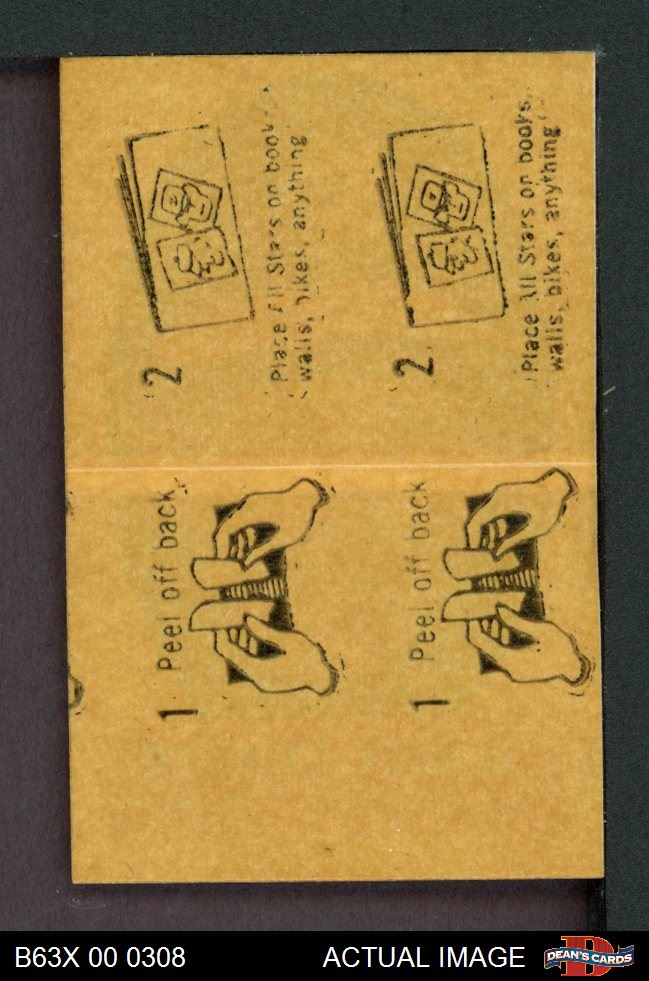 1 Peel off back
2
Place All Stars on books,
walls, bikes, anything
1 Peel off back
2
Place All Stars on books,
walls, bikes, anything
B63X 00 0308
ACTUAL IMAGE
DEAN'S CARDS